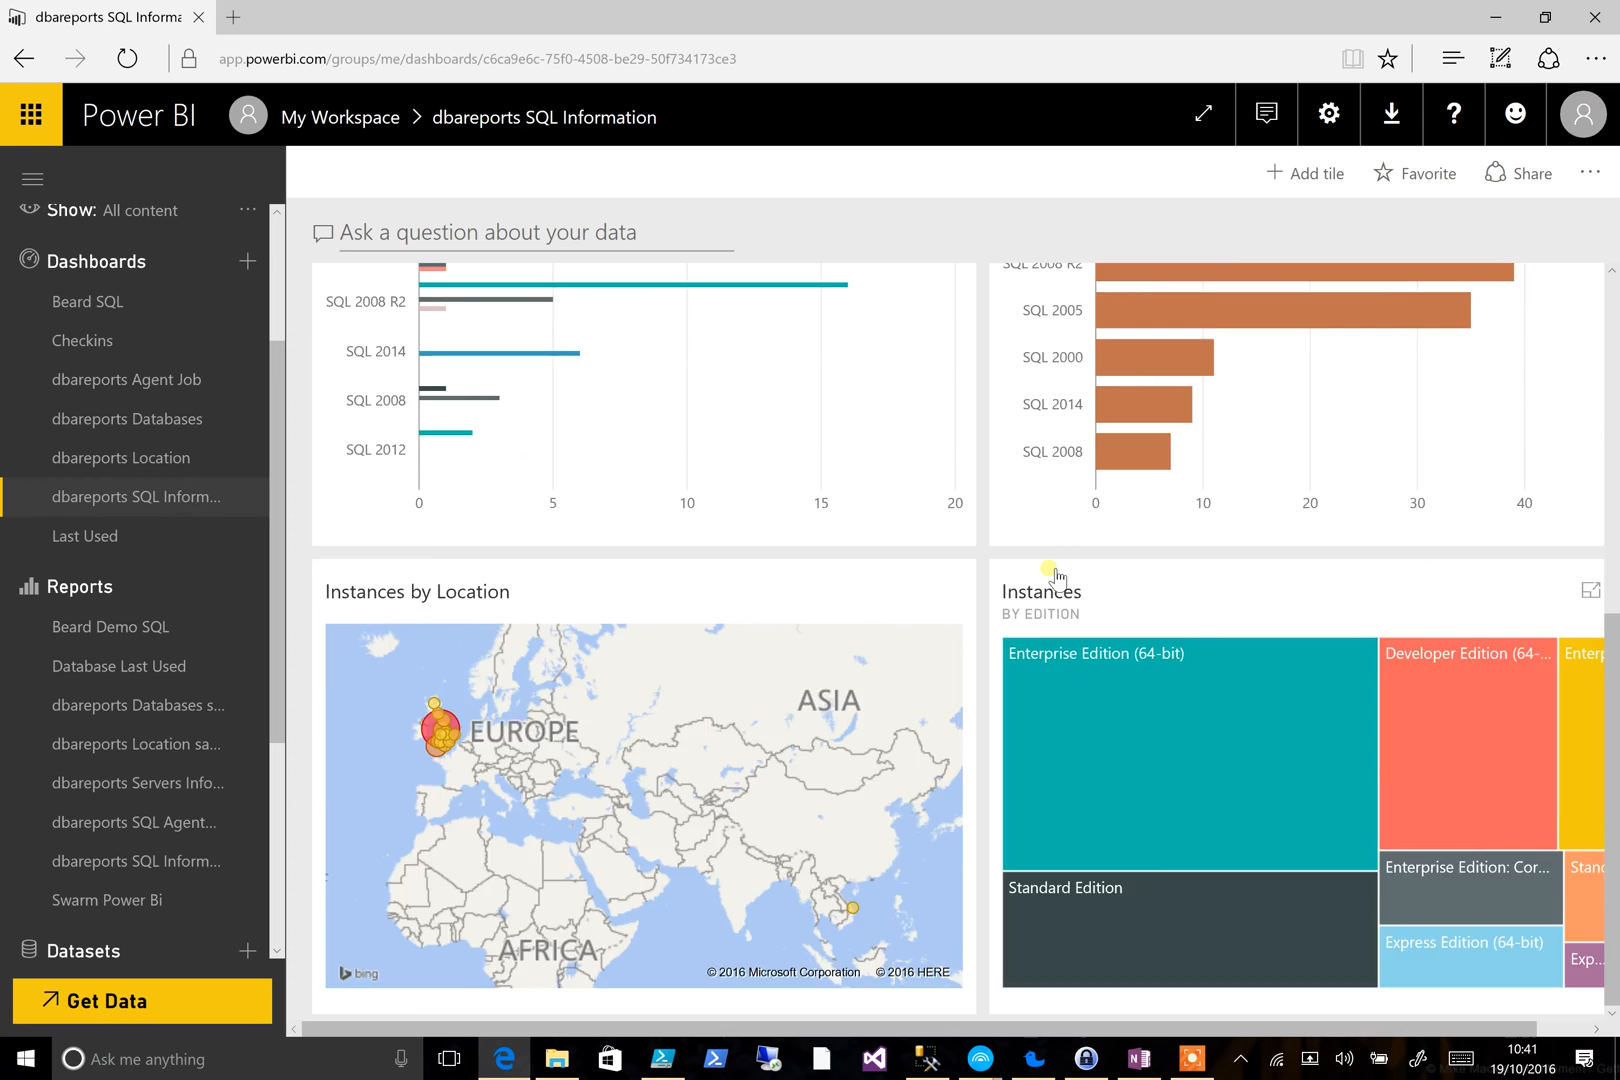 dbareports SQL Informa
app.powerbi.com/groups/me/dashboards/c6ca9e6c-75f0-4508-be29-50f734173ce3
Power BI
My Workspace > dbareports SQL Information
?
+ Add tile
Favorite
Share
Show: All content
Dashboards
Beard SQL
Checkins
dbareports Agent Job
dbareports Databases
dbareports Location
dbareports SQL Inform...
Last Used
Reports
Beard Demo SQL
Database Last Used
dbareports Databases s...
dbareports Location sa...
dbareports Servers Info...
dbareports SQL Agent...
dbareports SQL Inform...
Swarm Power Bi
Datasets
Get Data
Ask a question about your data
SQL 2008 R2
SQL 2014
SQL 2008
SQL 2012
0 5 10 15 20
SQL 2008 R2
SQL 2005
SQL 2000
SQL 2014
SQL 2008
0 10 20 30 40
Instances by Location
ASIA
EUROPE
AFRICA
bing
© 2016 Microsoft Corporation © 2016 HERE
Instances
BY EDITION
Enterprise Edition (64-bit)
Developer Edition (64-...
Enterp
Standard Edition
Enterprise Edition: Cor...
Stand
Express Edition (64-bit)
Exp...
Ask me anything
10:41
19/10/2016